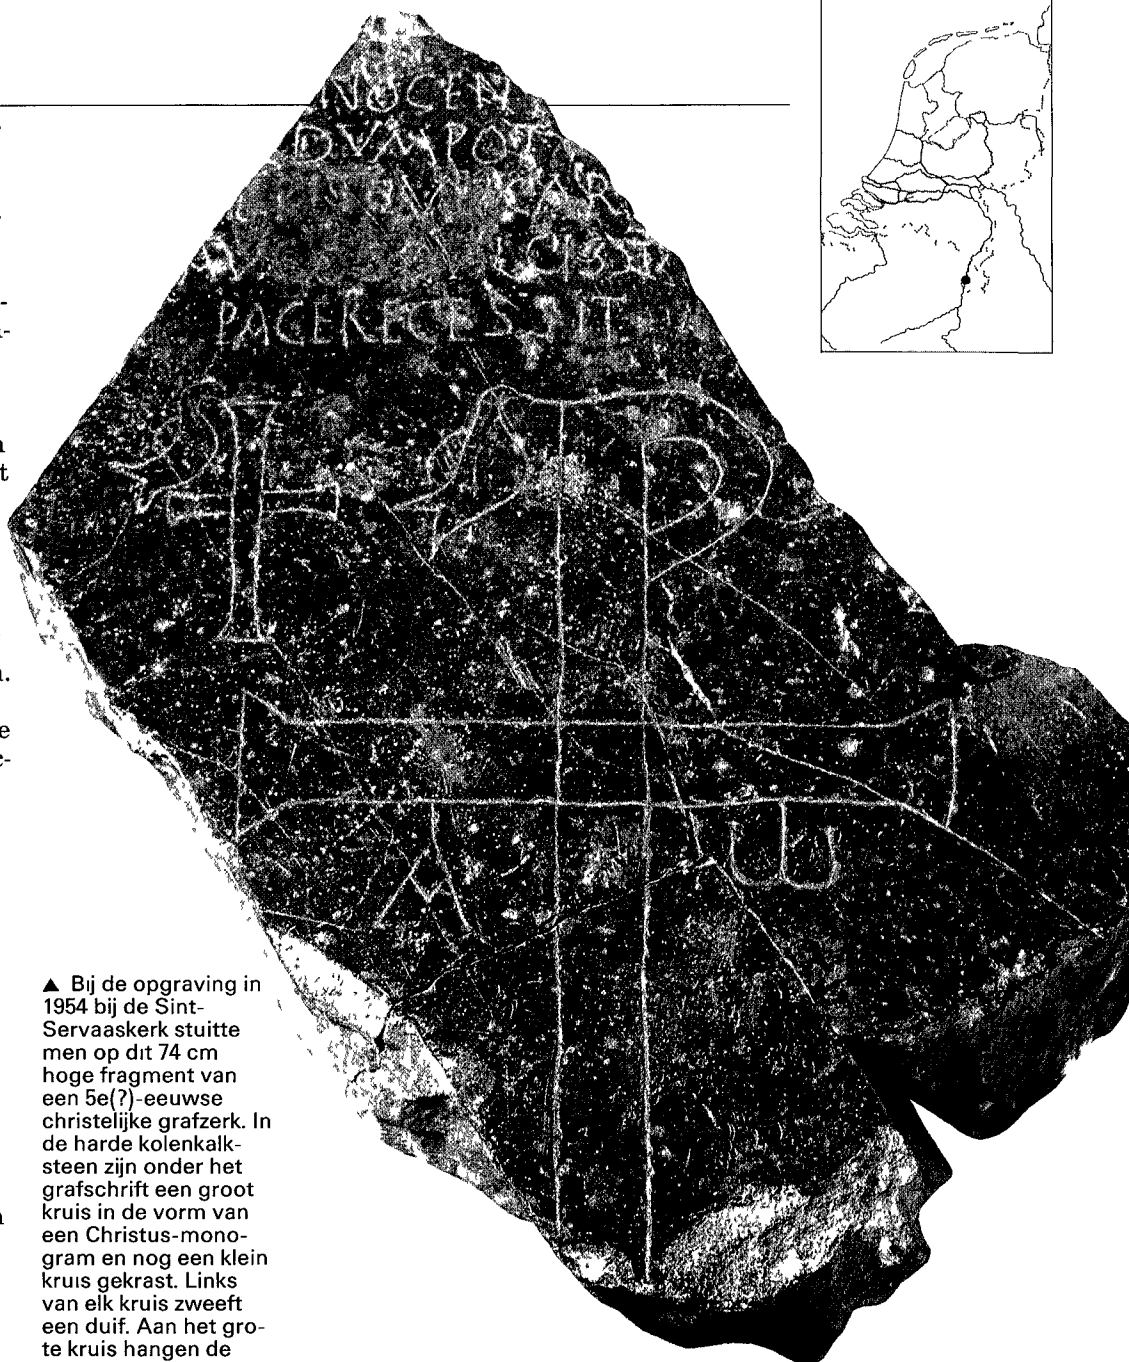 NOCEN
DVMPOT
PACERECESSIT
▲ Bij de opgraving in
1954 bij de Sint-
Servaaskerk stuitte
men op dit 74 cm
hoge fragment van
een 5e(?)-eeuwse
christelijke grafzerk. In
de harde kolenkalk-
steen zijn onder het
grafschrift een groot
kruis in de vorm van
een Christus-mono-
gram en nog een klein
kruis gekrast. Links
van elk kruis zweeft
een duif. Aan het gro-
te kruis hangen de